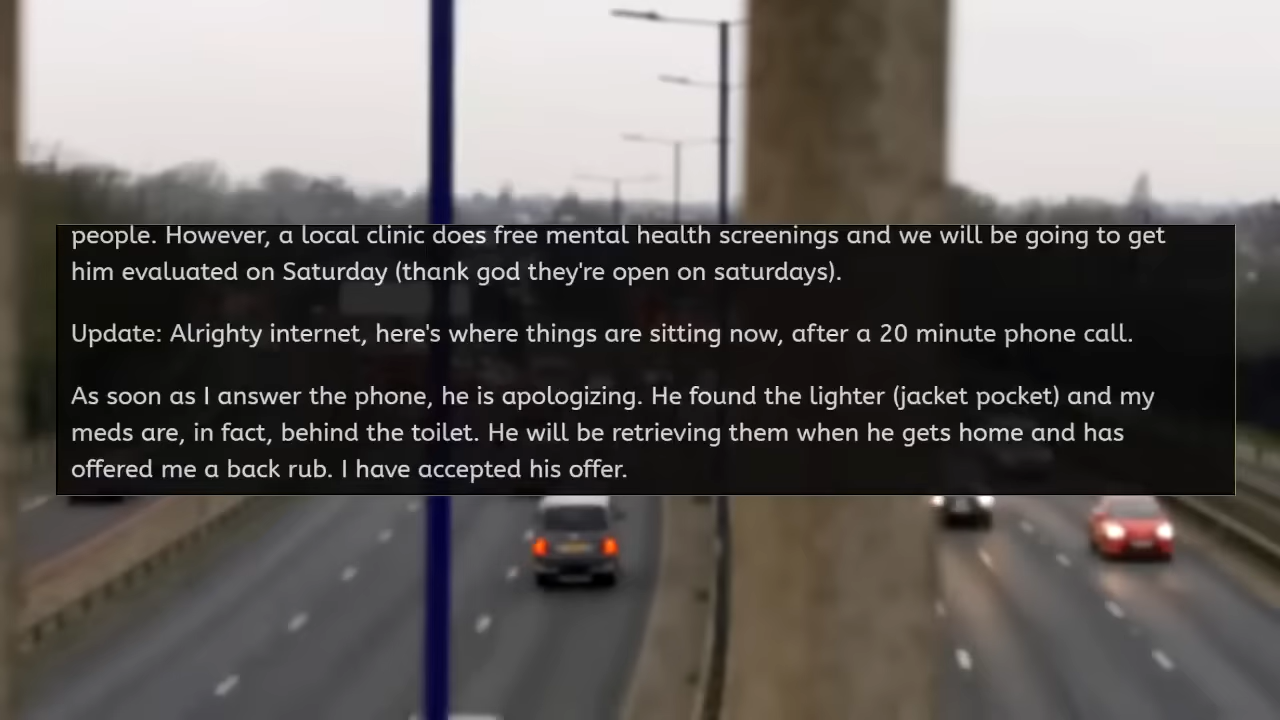 people. However, a local clinic does free mental health screenings and we will be going to get
him evaluated on Saturday (thank god they're open on saturdays).
Update: Alrighty internet, here's where things are sitting now, after a 20 minute phone call.
As soon as I answer the phone, he is apologizing. He found the lighter (jacket pocket) and my
meds are, in fact, behind the toilet. He will be retrieving them when he gets home and has
offered me a back rub. I have accepted his offer.